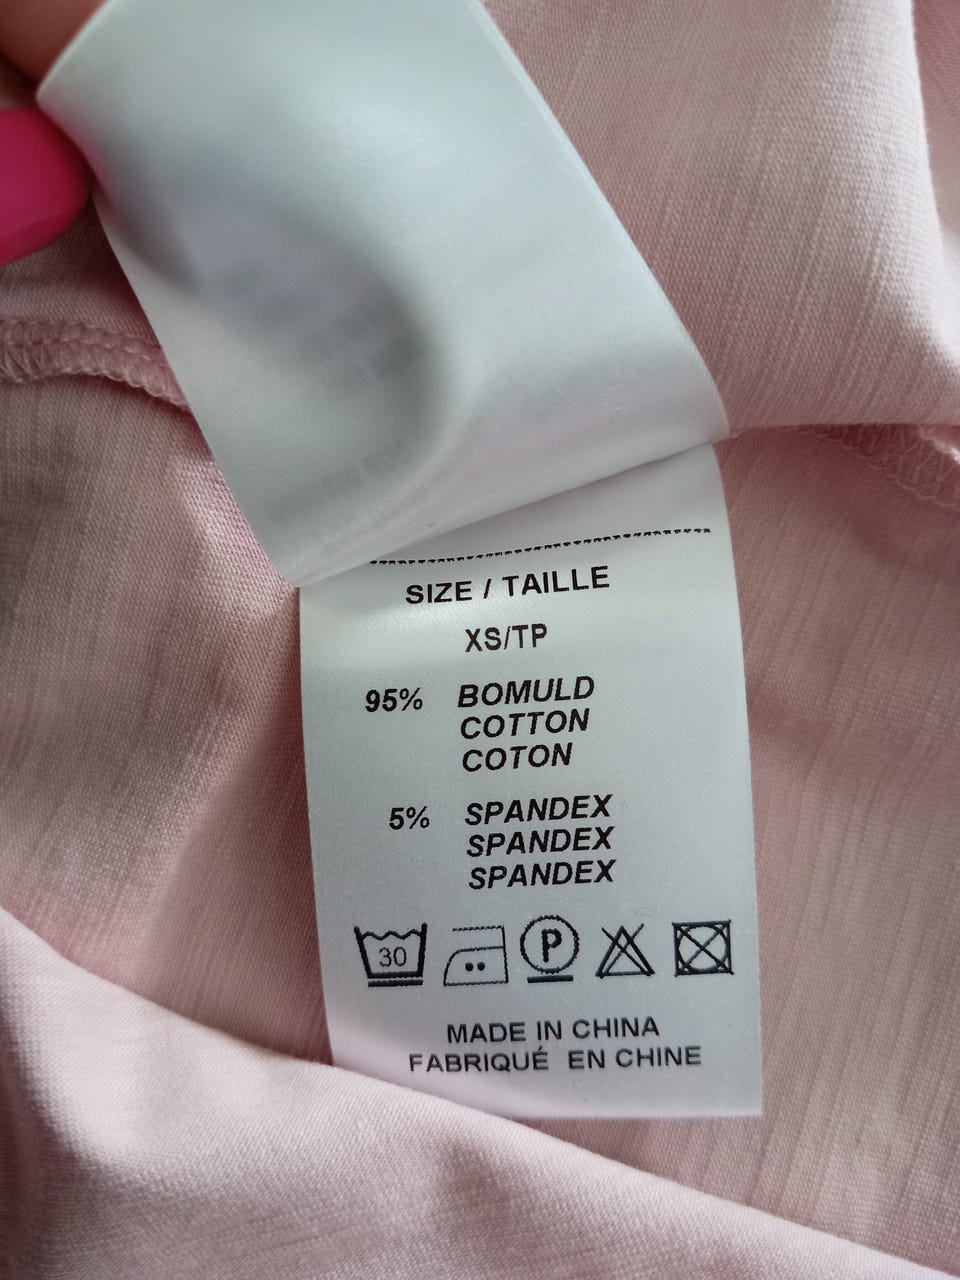 SIZE / TAILLE
XS/TP
95% BOMULD
COTTON
COTON
5% SPANDEX
SPANDEX
SPANDEX
30 P
MADE IN CHINA
FABRIQUÉ EN CHINE